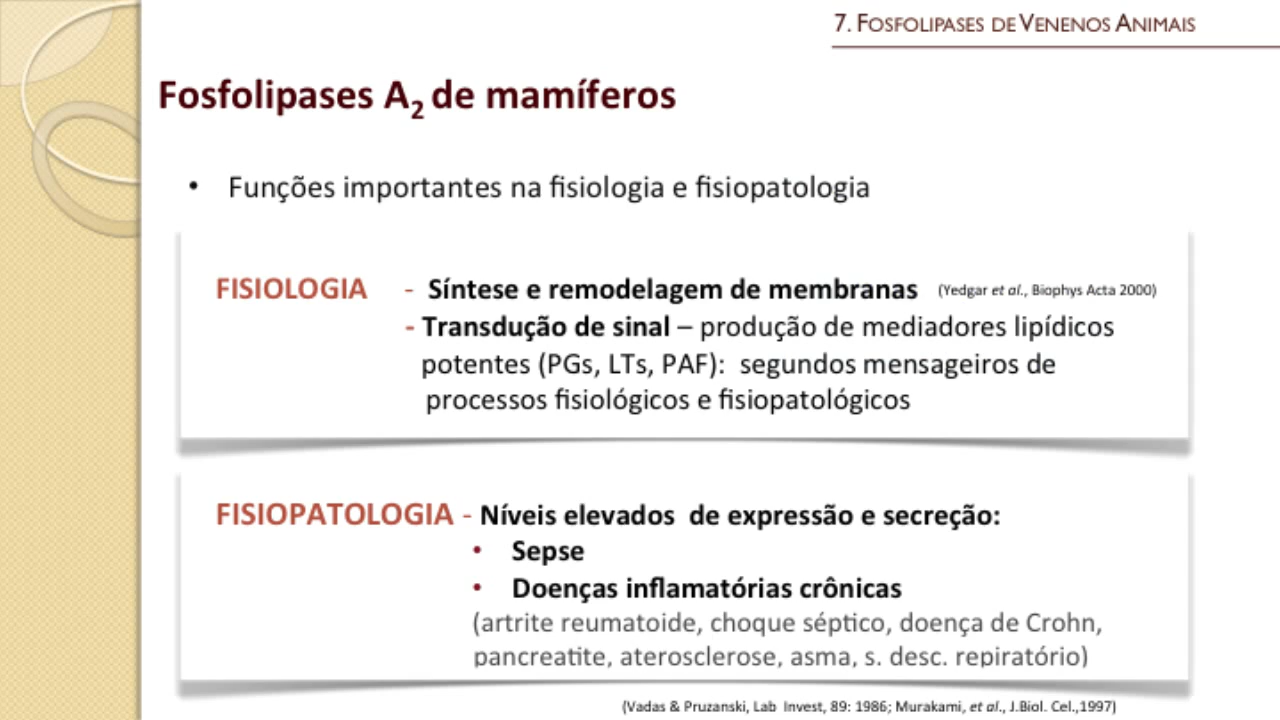 7. FOSFOLIPASES DE VENENOS ANIMAIS
Fosfolipases A2 de mamíferos
• Funções importantes na fisiologia e fisiopatologia
FISIOLOGIA - Síntese e remodelagem de membranas (Yedgar et al., Biophys Acta 2000)
- Transdução de sinal – produção de mediadores lipídicos
potentes (PGs, LTs, PAF): segundos mensageiros de
processos fisiológicos e fisiopatológicos
FISIOPATOLOGIA - Níveis elevados de expressão e secreção:
• Sepse
• Doenças inflamatórias crônicas
(artrite reumatoide, choque séptico, doença de Crohn,
pancreatite, aterosclerose, asma, s. desc. repiratório)
(Vadas & Pruzanski, Lab Invest, 89: 1986; Murakami, et al., J.Biol. Cel.,1997)